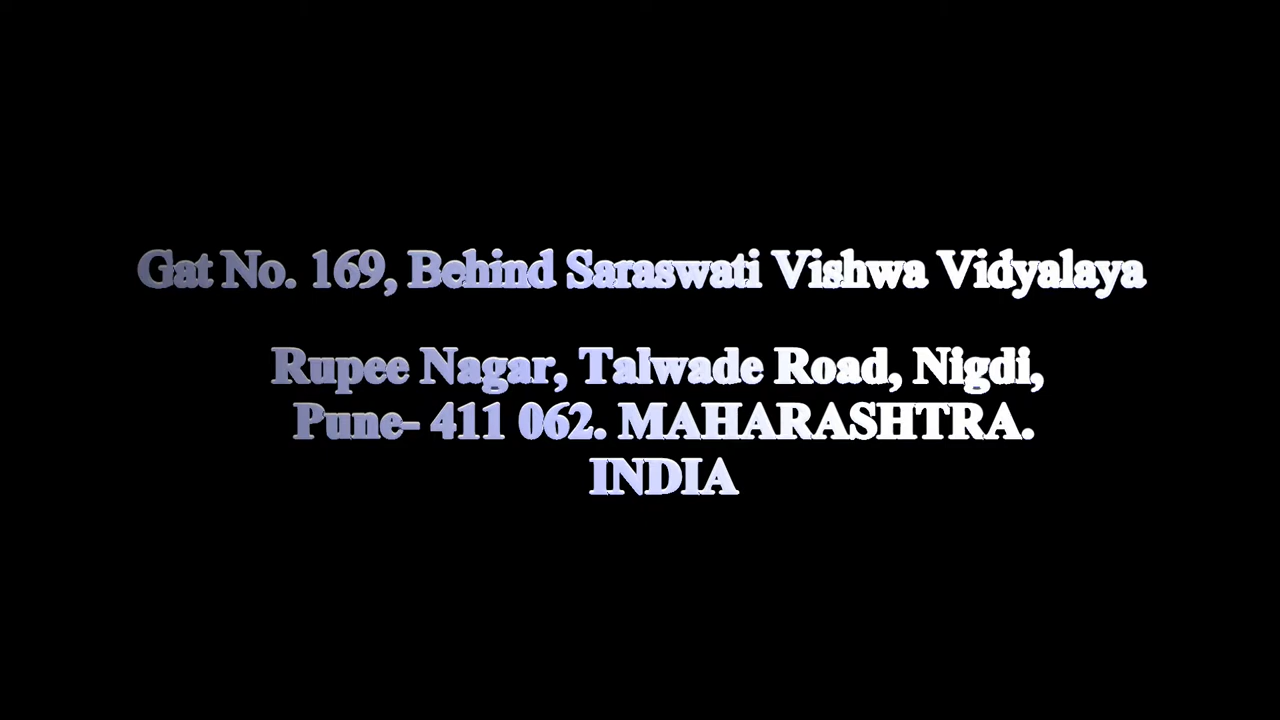 Gat No. 169, Behind Saraswati Vishwa Vidyalaya
Rupee Nagar, Talwade Road, Nigdi,
Pune- 411 062. MAHARASHTRA.
INDIA